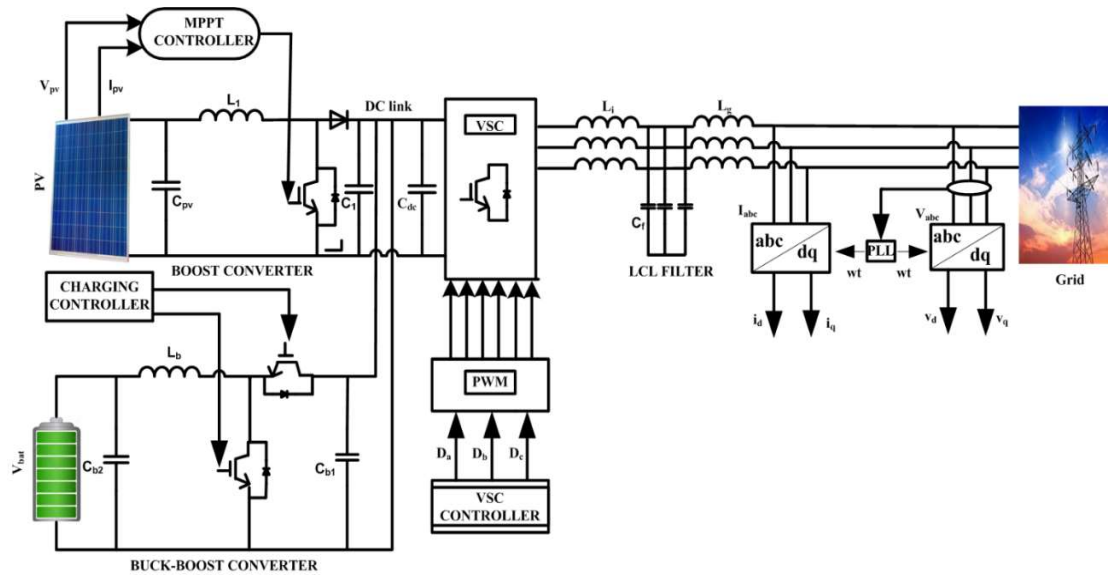 MPPT
CONTROLLER
Vpv
Ipv
L1
DC link
VSC
Li
Lg
PV
Cpv
C1
Cdc
Cf
Iabc
Vabc
abc
dq
PLL
wt
wt
abc
dq
BOOST CONVERTER
LCL FILTER
Grid
CHARGING
CONTROLLER
id
iq
vd
vq
Lb
PWM
Vbat
Cb2
Cb1
Da
Db
Dc
VSC
CONTROLLER
BUCK-BOOST CONVERTER